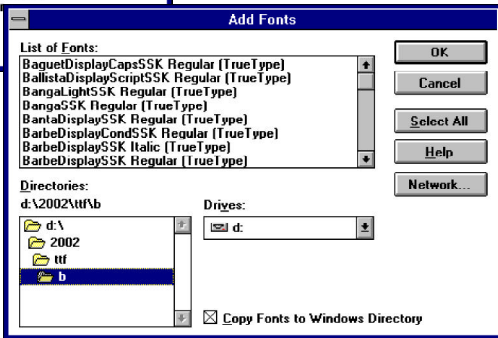 Add Fonts
List of Fonts:
BaguetDisplayCapsSSK Regular (TrueType)
BallistaDisplayScriptSSK Regular (TrueType)
BangaLightSSK Regular (TrueType)
BangaSSK Regular (TrueType)
BantaDisplaySSK Regular (TrueType)
BarbeDisplayCondSSK Regular (TrueType)
BarbeDisplaySSK Italic (TrueType)
BarbeDisplaySSK Regular (TrueType)
OK
Cancel
Select All
Help
Network...
Directories:
d:\2002\ttf\b
d:\
2002
ttf
b
Drives:
d:
Copy Fonts to Windows Directory